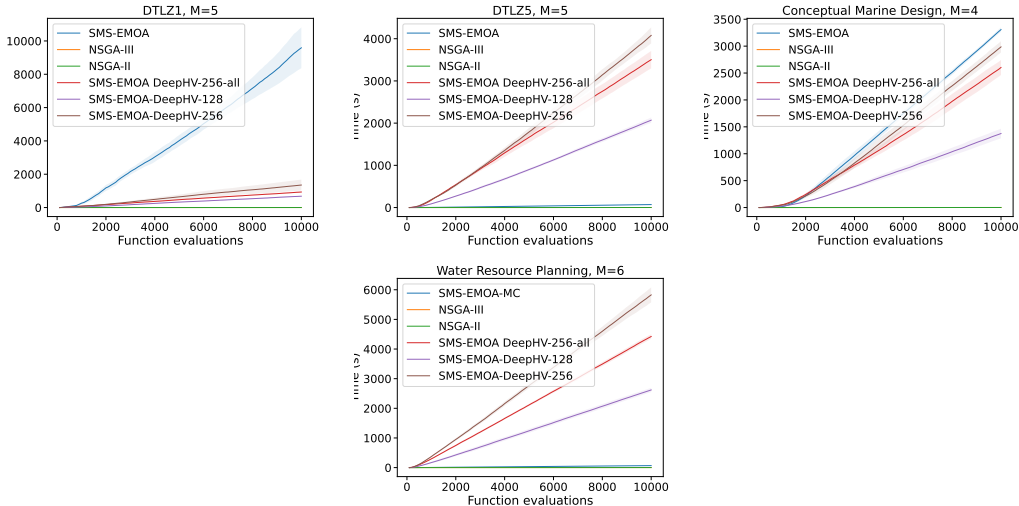 DTLZ1, M=5
10000
8000
6000
4000
2000
0
SMS-EMOA
NSGA-III
NSGA-II
SMS-EMOA DeepHV-256-all
SMS-EMOA-DeepHV-128
SMS-EMOA-DeepHV-256
0 2000 4000 6000 8000 10000
Function evaluations
DTLZ5, M=5
4000
3000
2000
1000
0
Time (s)
SMS-EMOA
NSGA-III
NSGA-II
SMS-EMOA DeepHV-256-all
SMS-EMOA-DeepHV-128
SMS-EMOA-DeepHV-256
0 2000 4000 6000 8000 10000
Function evaluations
Conceptual Marine Design, M=4
3500
3000
2500
2000
1500
1000
500
0
Time (s)
SMS-EMOA
NSGA-III
NSGA-II
SMS-EMOA DeepHV-256-all
SMS-EMOA-DeepHV-128
SMS-EMOA-DeepHV-256
0 2000 4000 6000 8000 10000
Function evaluations
Water Resource Planning, M=6
6000
5000
4000
3000
2000
1000
0
Time (s)
SMS-EMOA-MC
NSGA-III
NSGA-II
SMS-EMOA DeepHV-256-all
SMS-EMOA-DeepHV-128
SMS-EMOA-DeepHV-256
0 2000 4000 6000 8000 10000
Function evaluations